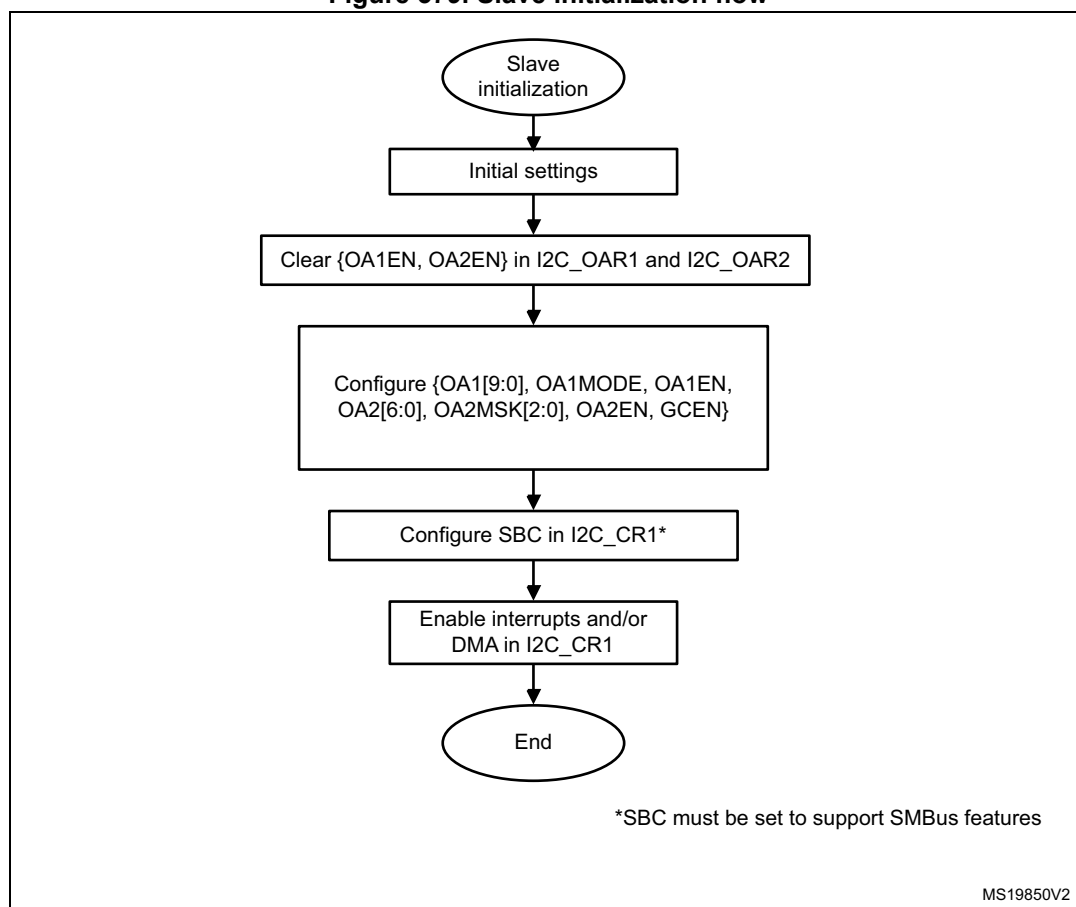 Slave
initialization
Initial settings
Clear {OA1EN, OA2EN} in I2C_OAR1 and I2C_OAR2
Configure {OA1[9:0], OA1MODE, OA1EN,
OA2[6:0], OA2MSK[2:0], OA2EN, GCEN}
Configure SBC in I2C_CR1*
Enable interrupts and/or
DMA in I2C_CR1
End
*SBC must be set to support SMBus features
MS19850V2